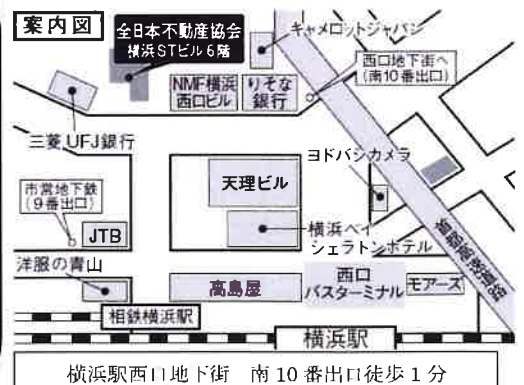 案内図
全日本不動産協会
横浜STビル6階
キャメロットジャパン
西口地下街へ
(南10番出口)
NMF横浜
西口ビル
りそな
銀行
三菱UFJ銀行
ヨドバシカメラ
天理ビル
市営地下鉄
(9番出口)
JTB
横浜ベイ
シェラトンホテル
首都高速道路
洋服の青山
高島屋
西口
バスターミナル
モアーズ
相鉄横浜駅
横浜駅
横浜駅西口地下街 南10番出口徒歩1分